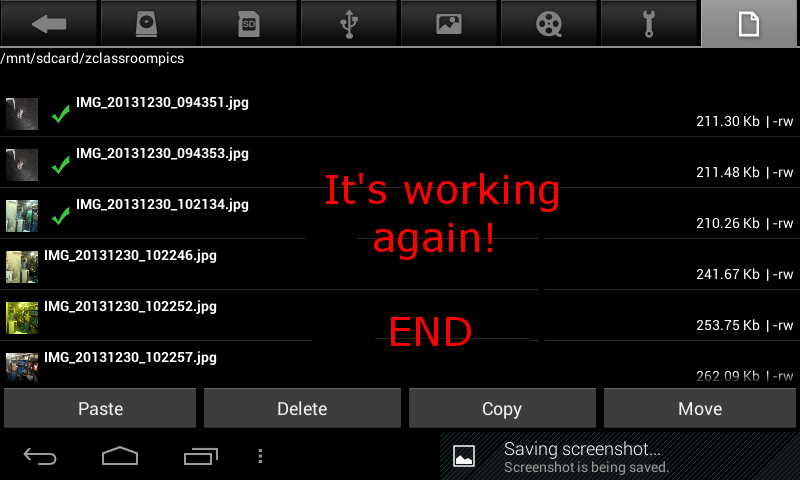 SD
/mnt/sdcard/zclassroompics
IMG_20131230_094351.jpg
211.30 Kb | -rw
IMG_20131230_094353.jpg
211.48 Kb | -rw
IMG_20131230_102134.jpg
210.26 Kb | -rw
IMG_20131230_102246.jpg
241.67 Kb | -rw
IMG_20131230_102252.jpg
253.75 Kb | -rw
IMG_20131230_102257.jpg
262.09 Kb | -rw
It's working
again!
END
Paste Delete Copy Move
Saving screenshot...
Screenshot is being saved.